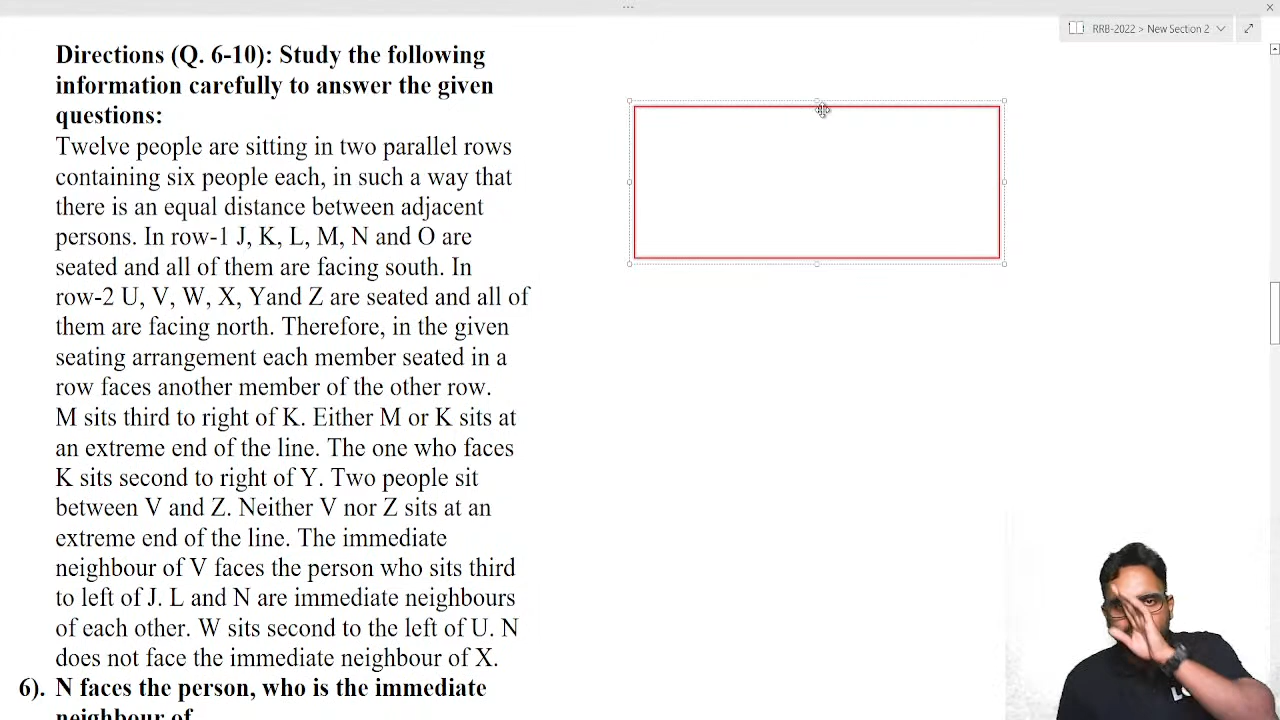 RRB-2022 > New Section 2
Directions (Q. 6-10): Study the following
information carefully to answer the given
questions:
Twelve people are sitting in two parallel rows
containing six people each, in such a way that
there is an equal distance between adjacent
persons. In row-1 J, K, L, M, N and O are
seated and all of them are facing south. In
row-2 U, V, W, X, Yand Z are seated and all of
them are facing north. Therefore, in the given
seating arrangement each member seated in a
row faces another member of the other row.
M sits third to right of K. Either M or K sits at
an extreme end of the line. The one who faces
K sits second to right of Y. Two people sit
between V and Z. Neither V nor Z sits at an
extreme end of the line. The immediate
neighbour of V faces the person who sits third
to left of J. L and N are immediate neighbours
of each other. W sits second to the left of U. N
does not face the immediate neighbour of X.
6). N faces the person, who is the immediate
neighbour of